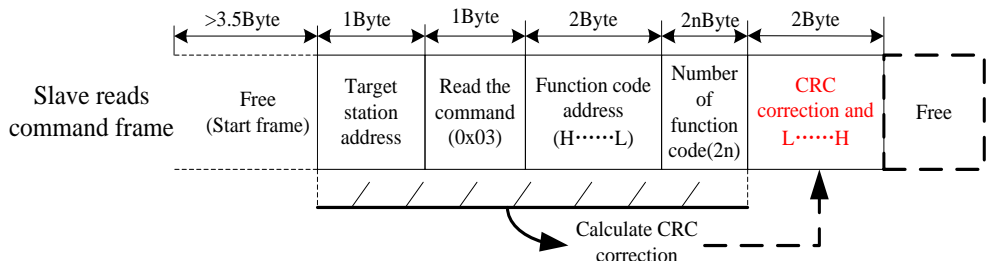 >3.5Byte
1Byte
1Byte
2Byte
2nByte
2Byte
Slave reads
command frame
Free
(Start frame)
Target
station
address
Read the
command
(0x03)
Function code
address
(H⋯⋯L)
Number
of
function
code(2n)
CRC
correction and
L⋯⋯H
Free
Calculate CRC
correction